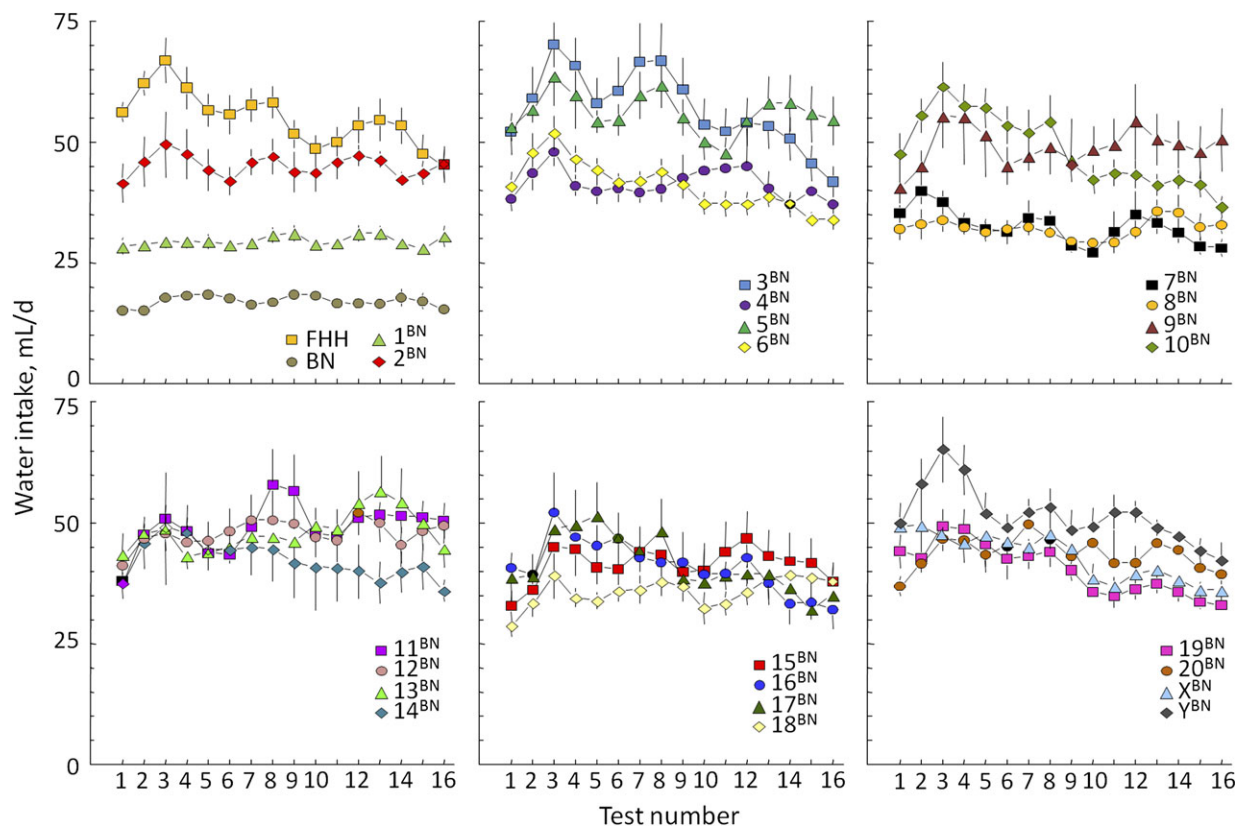 75
50
25
0
FHH
BN
1BN
2BN
3BN
4BN
5BN
6BN
7BN
8BN
9BN
10BN
Water intake, mL/d
75
50
25
0
11BN
12BN
13BN
14BN
15BN
16BN
17BN
18BN
19BN
20BN
XBN
YBN
1 2 3 4 5 6 7 8 9 10 12 14 16
1 2 3 4 5 6 7 8 9 10 12 14 16
1 2 3 4 5 6 7 8 9 10 12 14 16
Test number